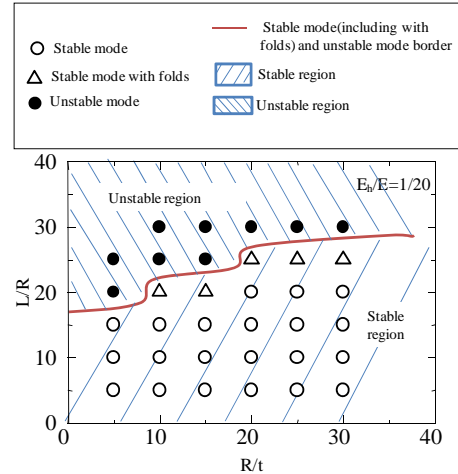 Stable mode
Stable mode with folds
Unstable mode
Stable mode(including with
folds) and unstable mode border
Stable region
Unstable region
40
30
20
10
0
L/R
Unstable region
E_h/E=1/20
Stable
region
0
10
20
30
40
R/t